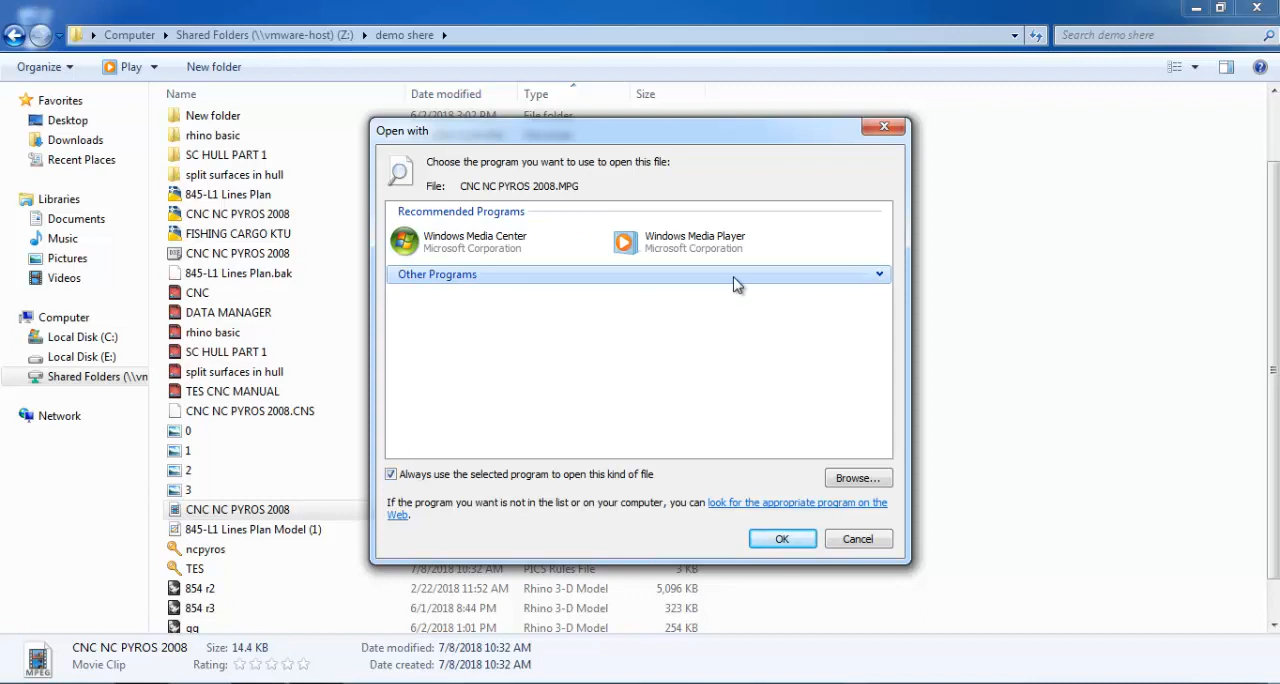 Computer Shared Folders (\\vmware-host) (Z:) demo shere Search demo shere
Organize Play New folder
Name Date modified Type Size
Favorites
Desktop
Downloads
Recent Places
Libraries
Documents
Music
Pictures
Videos
Computer
Local Disk (C:)
Local Disk (E:)
Shared Folders (\\vn
Network
New folder 6/2/2018 3:02 PM File folder
rhino basic
SC HULL PART 1
split surfaces in hull
845-L1 Lines Plan
CNC NC PYROS 2008
FISHING CARGO KTU
CNC NC PYROS 2008
845-L1 Lines Plan.bak
CNC
DATA MANAGER
rhino basic
SC HULL PART 1
split surfaces in hull
TES CNC MANUAL
CNC NC PYROS 2008.CNS
0
1
2
3
CNC NC PYROS 2008
845-L1 Lines Plan Model (1)
ncpyros
TES 7/8/2018 10:32 AM PICS Rules File 3 KB
854 r2 2/22/2018 11:52 AM Rhino 3-D Model 5,096 KB
854 r3 6/1/2018 8:44 PM Rhino 3-D Model 323 KB
qq 6/2/2018 1:01 PM Rhino 3-D Model 254 KB
Open with
Choose the program you want to use to open this file:
File: CNC NC PYROS 2008.MPG
Recommended Programs
Windows Media Center
Microsoft Corporation
Windows Media Player
Microsoft Corporation
Other Programs
Always use the selected program to open this kind of file
Browse...
If the program you want is not in the list or on your computer, you can look for the appropriate program on the
Web.
OK Cancel
CNC NC PYROS 2008 Size: 14.4 KB Date modified: 7/8/2018 10:32 AM
Movie Clip Rating: Date created: 7/8/2018 10:32 AM
MPEG